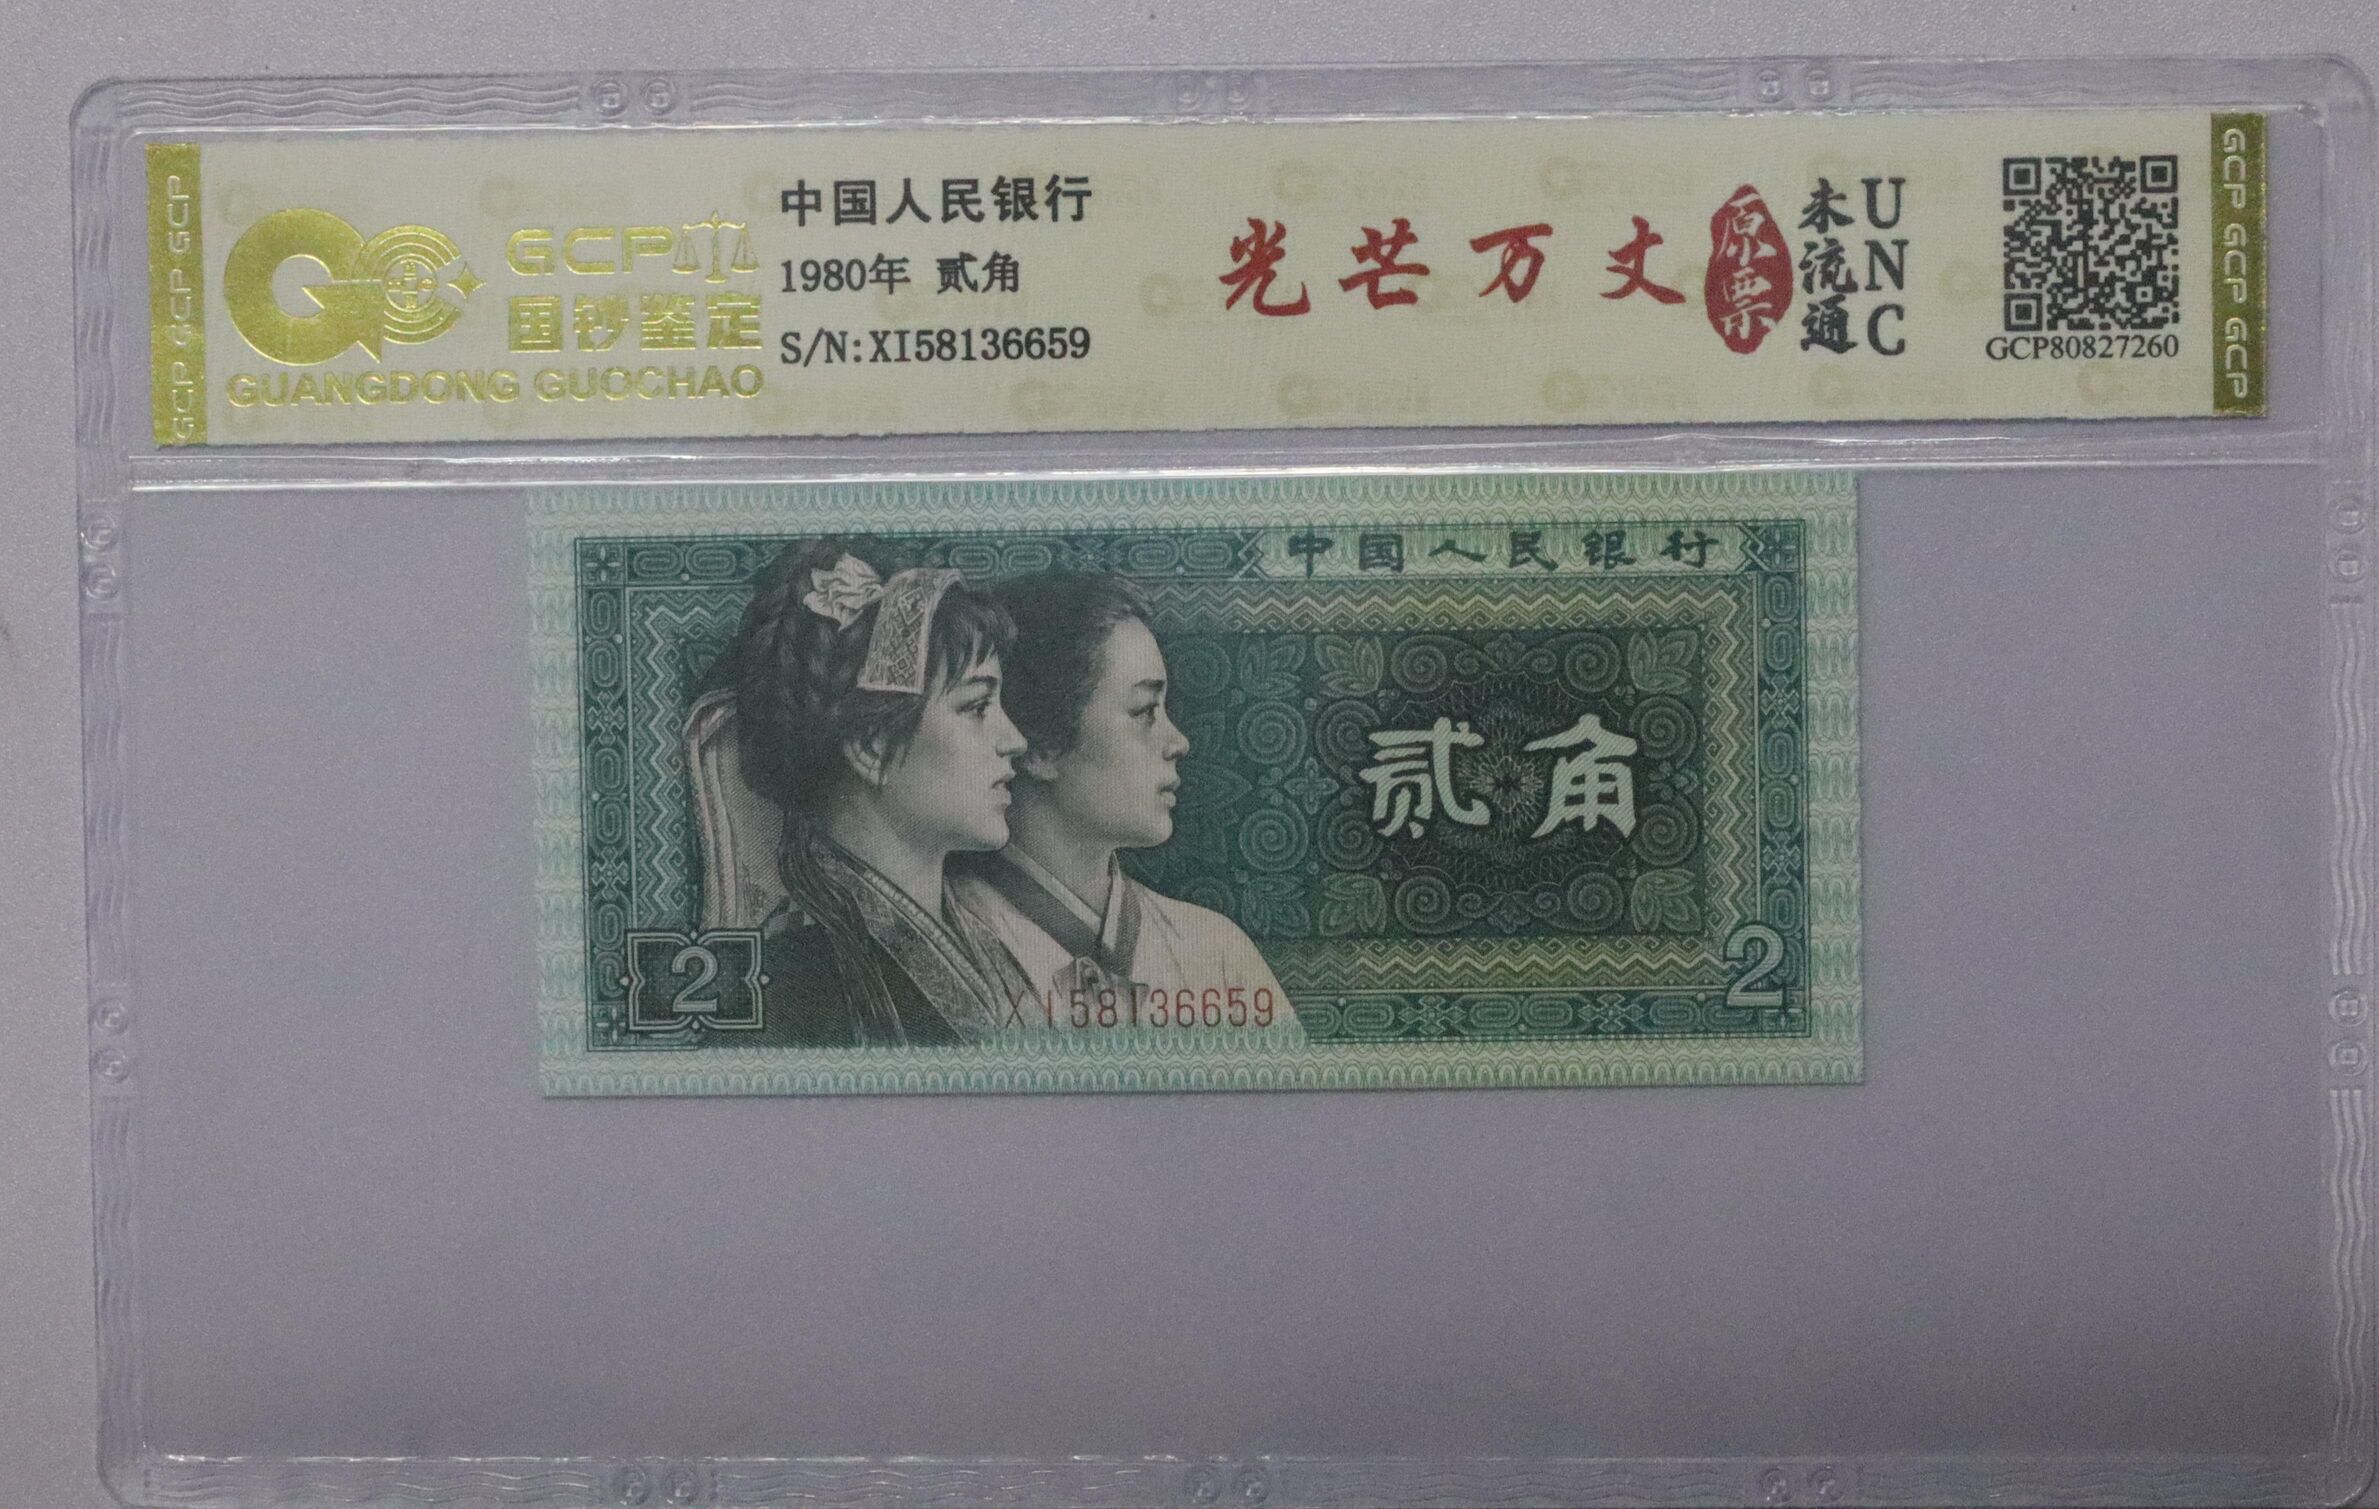 GCP
国钞鉴定
GUANGDONG GUOCHAO
中国人民银行
1980年 贰角
S/N:XI58136659
光芒万丈
原票
未流通
UNC
GCP80827260
GCP GCP GCP
GCP GCP GCP
中国人民银行
贰角
2
2
XI58136659